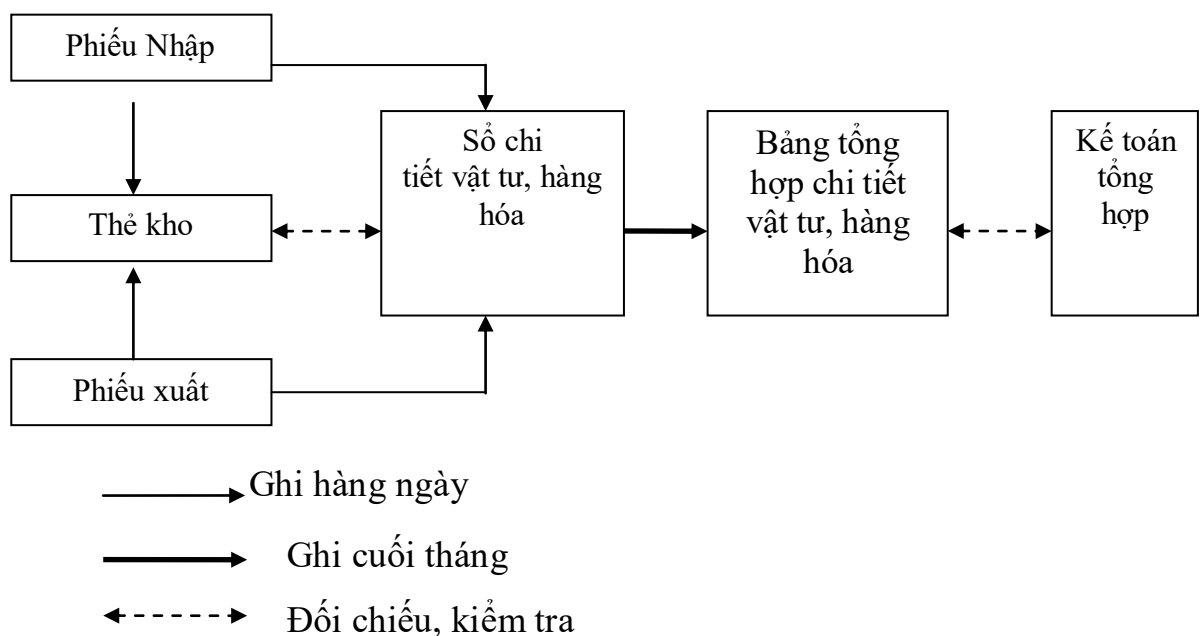 Phiếu Nhập
Thẻ kho
Phiếu xuất
Sổ chi
tiết vật tư, hàng
hóa
Bảng tổng
hợp chi tiết
vật tư, hàng
hóa
Kế toán
tổng
hợp
Ghi hàng ngày
Ghi cuối tháng
Đối chiếu, kiểm tra